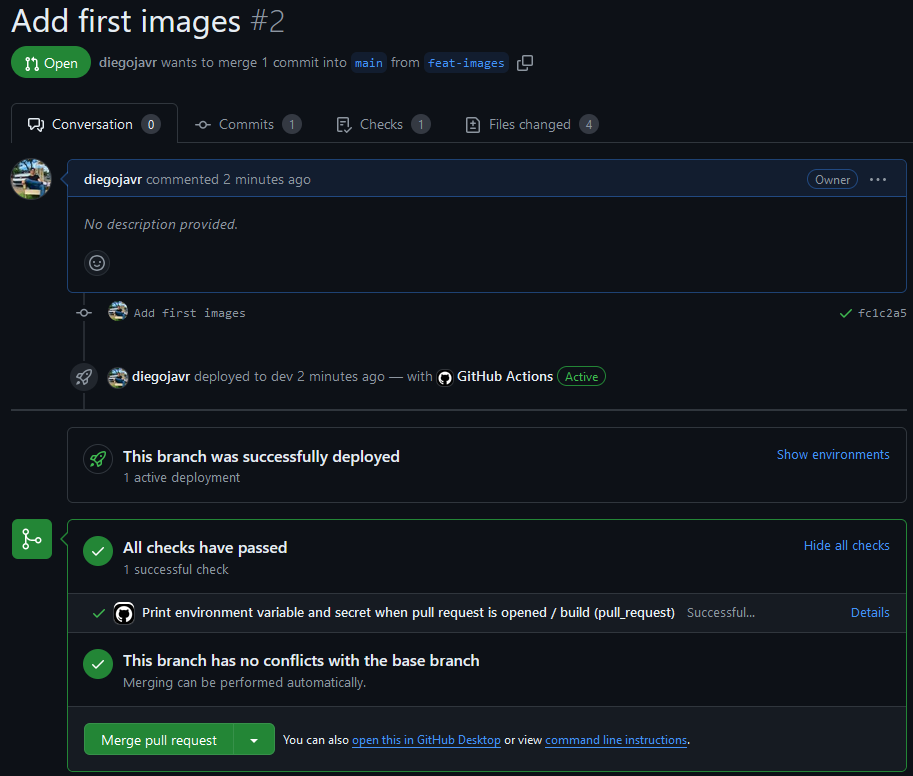 Add first images #2
Open diegojavr wants to merge 1 commit into main from feat-images
Conversation 0 Commits 1 Checks 1 Files changed 4
diegojavr commented 2 minutes ago Owner
No description provided.
Add first images fc1c2a5
diegojavr deployed to dev 2 minutes ago — with GitHub Actions Active
This branch was successfully deployed Show environments
1 active deployment
All checks have passed Hide all checks
1 successful check
Print environment variable and secret when pull request is opened / build (pull_request) Successful... Details
This branch has no conflicts with the base branch
Merging can be performed automatically.
Merge pull request You can also open this in GitHub Desktop or view command line instructions.